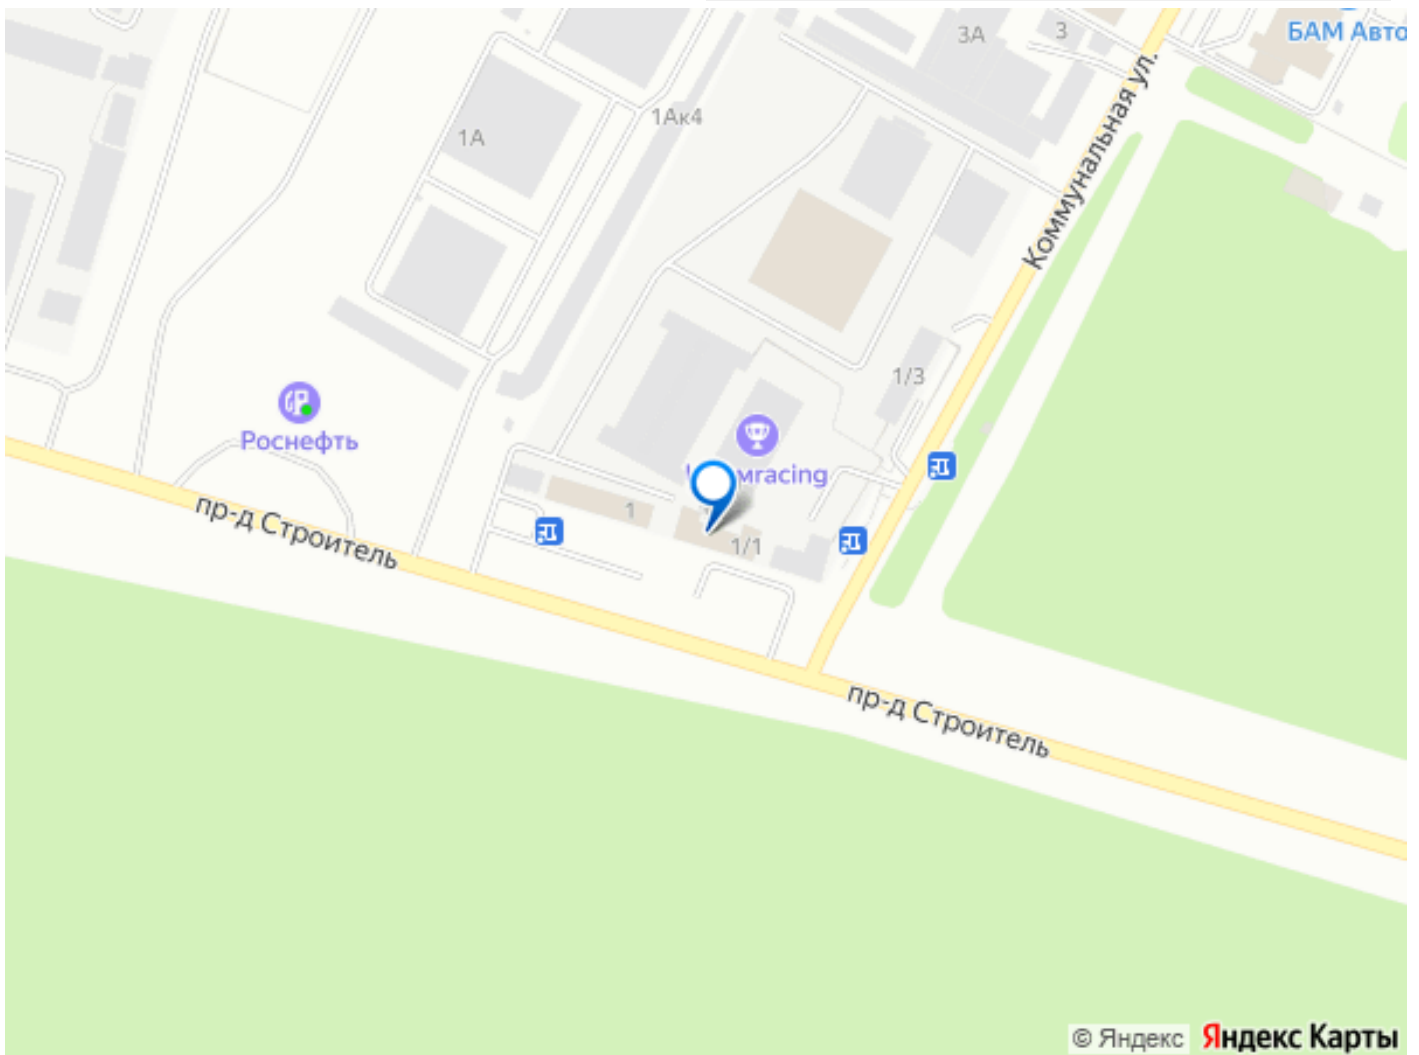 БАМ Авто
3А
3
Коммунальная ул.
1Ак4
1А
1/3
Роснефть
racing
1
1/1
пр-д Строитель
пр-д Строитель
© Яндекс Яндекс Карты